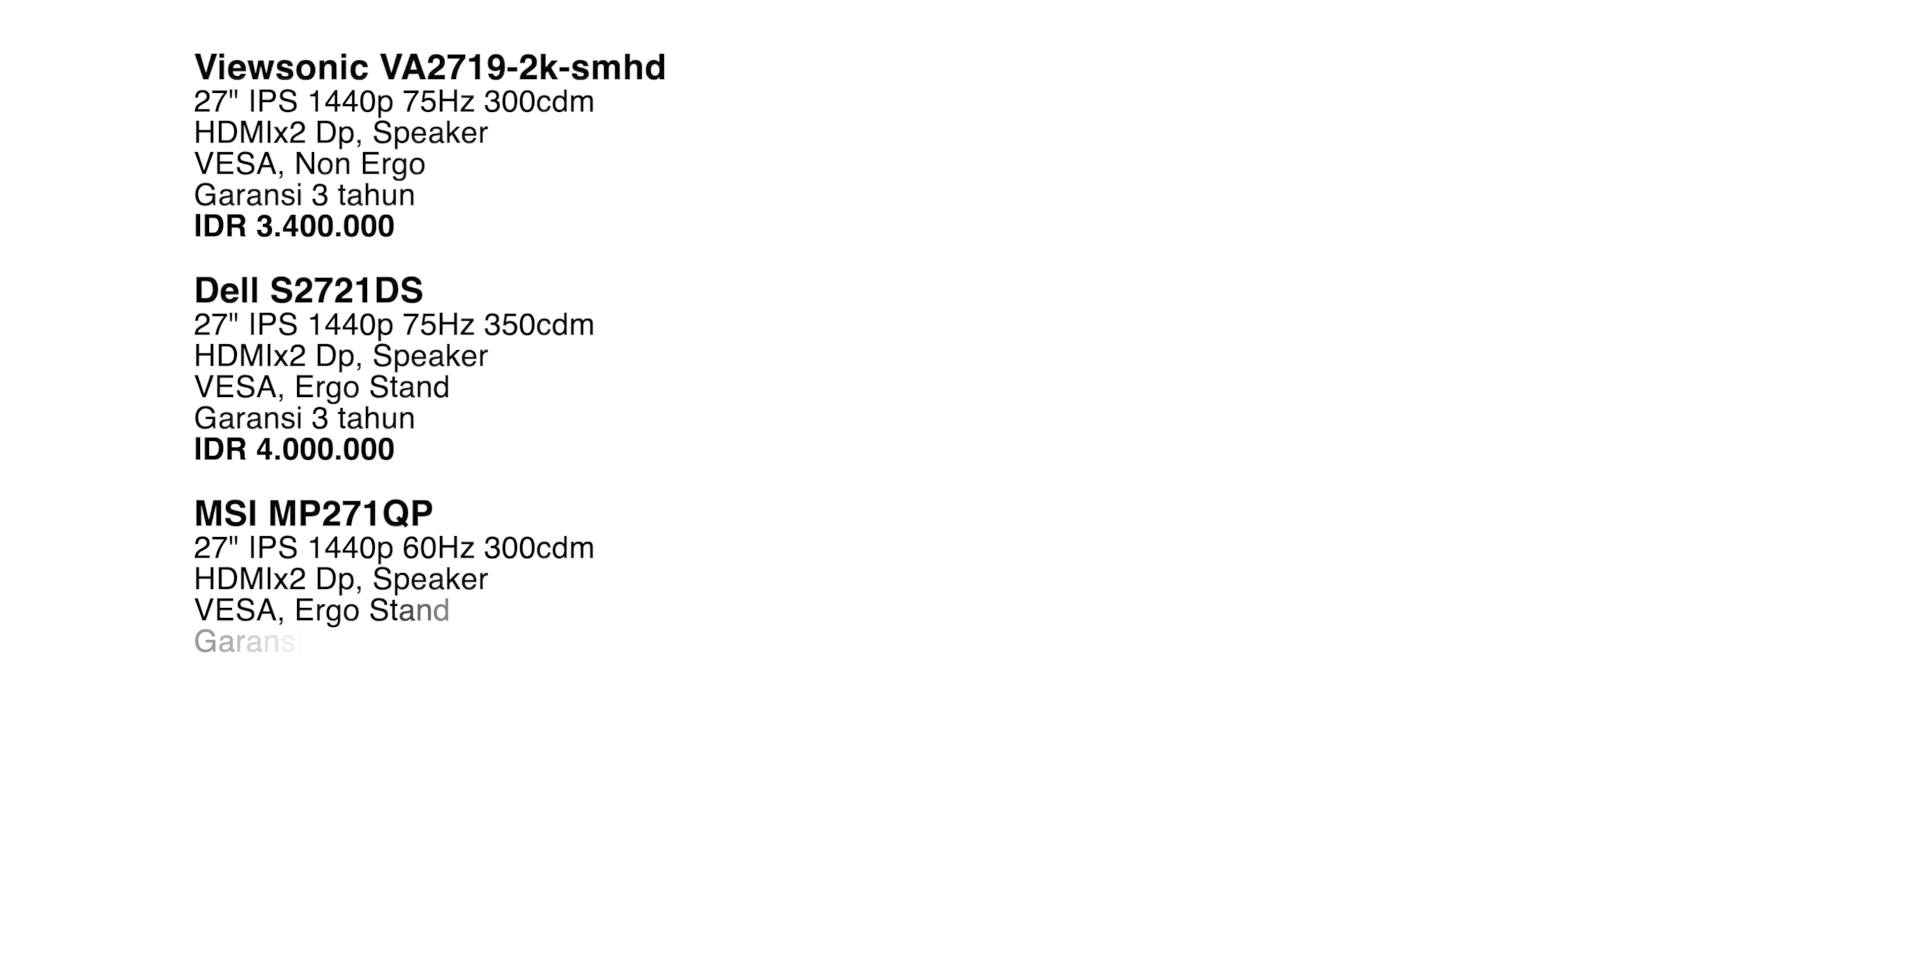 Viewsonic VA2719-2k-smhd
27" IPS 1440p 75Hz 300cdm
HDMIx2 Dp, Speaker
VESA, Non Ergo
Garansi 3 tahun
IDR 3.400.000
Dell S2721DS
27" IPS 1440p 75Hz 350cdm
HDMIx2 Dp, Speaker
VESA, Ergo Stand
Garansi 3 tahun
IDR 4.000.000
MSI MP271QP
27" IPS 1440p 60Hz 300cdm
HDMIx2 Dp, Speaker
VESA, Ergo Stand
Garans